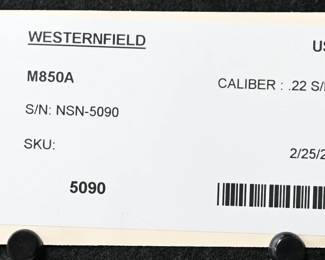 WESTERNFIELD
M850A
CALIBER : .22
S/N: NSN-5090
SKU:
5090